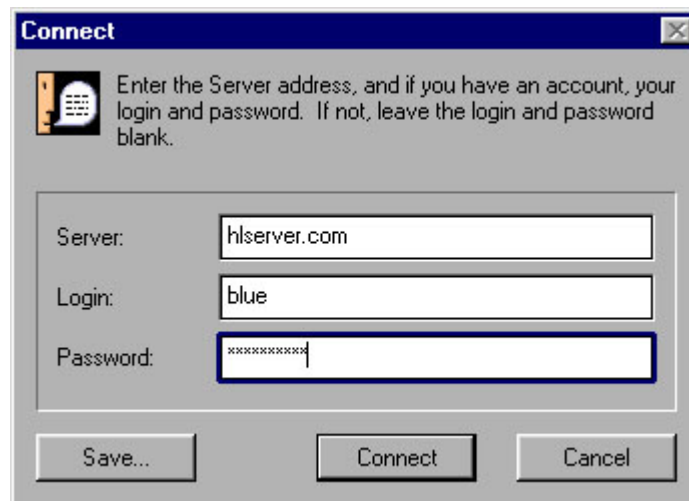 Connect
Enter the Server address, and if you have an account, your
login and password.  If not, leave the login and password
blank.
Server: hlserver.com
Login: blue
Password: **********
Save... Connect Cancel